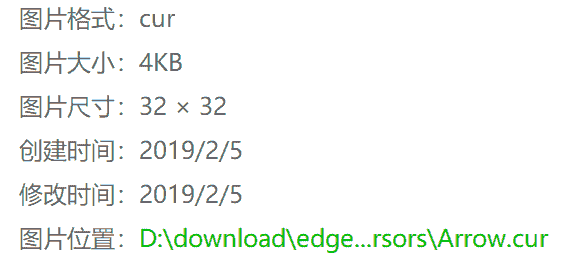 图片格式：cur
图片大小：4KB
图片尺寸：32 × 32
创建时间：2019/2/5
修改时间：2019/2/5
图片位置：D:\download\edge...rsors\Arrow.cur